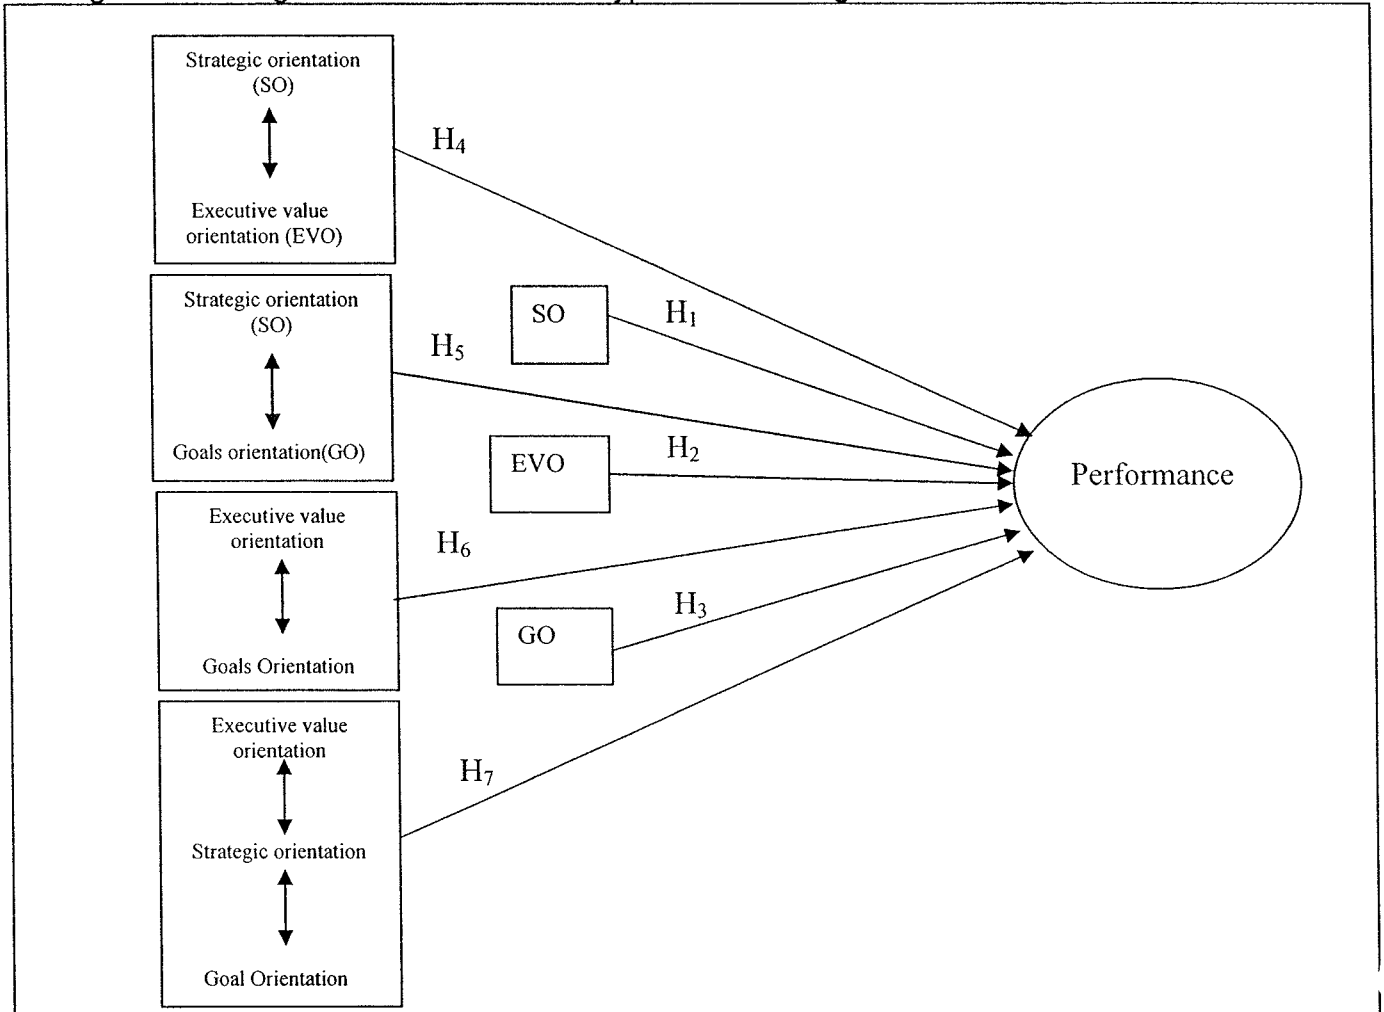 Strategic orientation
(SO)
Executive value
orientation (EVO)
H4
Strategic orientation
(SO)
Goals orientation(GO)
H5
SO
H1
EVO
H2
Performance
Executive value
orientation
Goals Orientation
H6
GO
H3
Executive value
orientation
Strategic orientation
Goal Orientation
H7